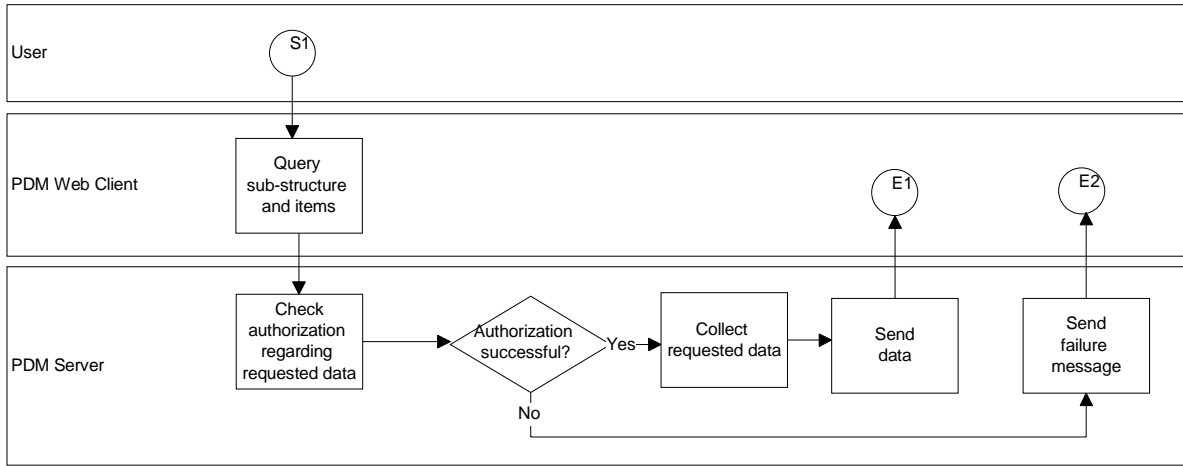 User
S1
PDM Web Client
Query
sub-structure
and items
E1
E2
PDM Server
Check
authorization
regarding
requested data
Authorization
successful?
Yes
No
Collect
requested data
Send
data
Send
failure
message